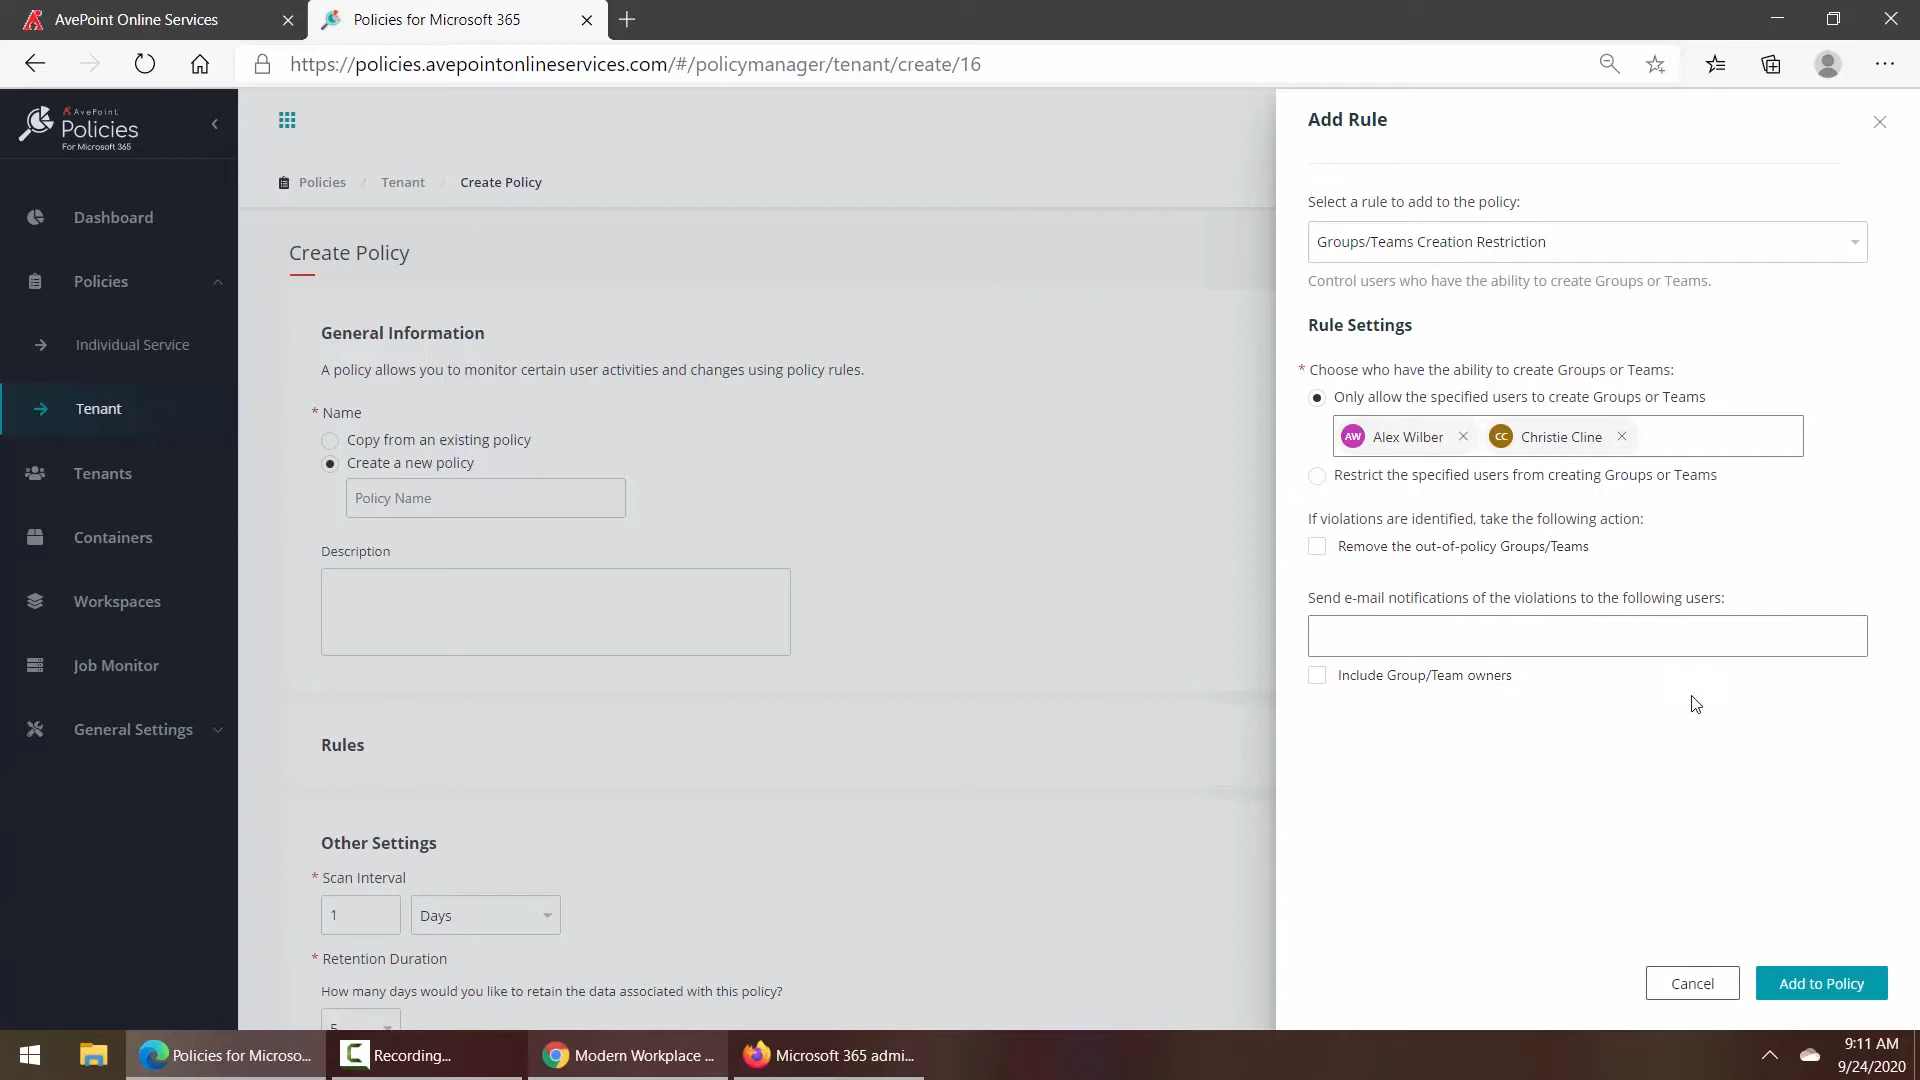 AvePoint Online Services
Policies for Microsoft 365
https://policies.avepointonlineservices.com/#/policymanager/tenant/create/16
AvePoint
Policies
For Microsoft 365
Dashboard
Policies
Individual Service
Tenant
Tenants
Containers
Workspaces
Job Monitor
General Settings
Policies / Tenant / Create Policy
Create Policy
General Information
A policy allows you to monitor certain user activities and changes using policy rules.
* Name
Copy from an existing policy
Create a new policy
Policy Name
Description
Rules
Other Settings
* Scan Interval
1 Days
* Retention Duration
How many days would you like to retain the data associated with this policy?
5
Add Rule
Select a rule to add to the policy:
Groups/Teams Creation Restriction
Control users who have the ability to create Groups or Teams.
Rule Settings
* Choose who have the ability to create Groups or Teams:
Only allow the specified users to create Groups or Teams
AW Alex Wilber CC Christie Cline
Restrict the specified users from creating Groups or Teams
If violations are identified, take the following action:
Remove the out-of-policy Groups/Teams
Send e-mail notifications of the violations to the following users:
Include Group/Team owners
Cancel Add to Policy
Policies for Microso... Recording... Modern Workplace ... Microsoft 365 admi...
9:11 AM
9/24/2020